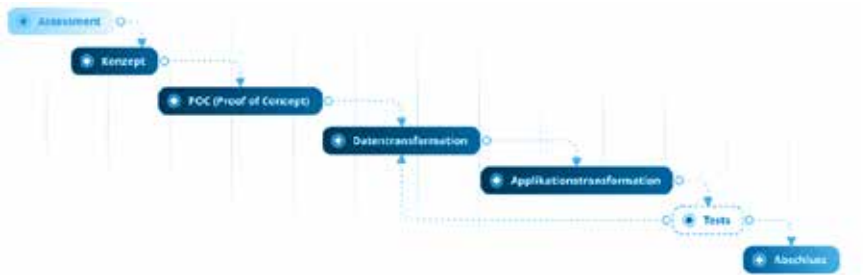 Assessment
Konzept
POC (Proof of Concept)
Datentransformation
Applikationstransformation
Tests
Abschluss